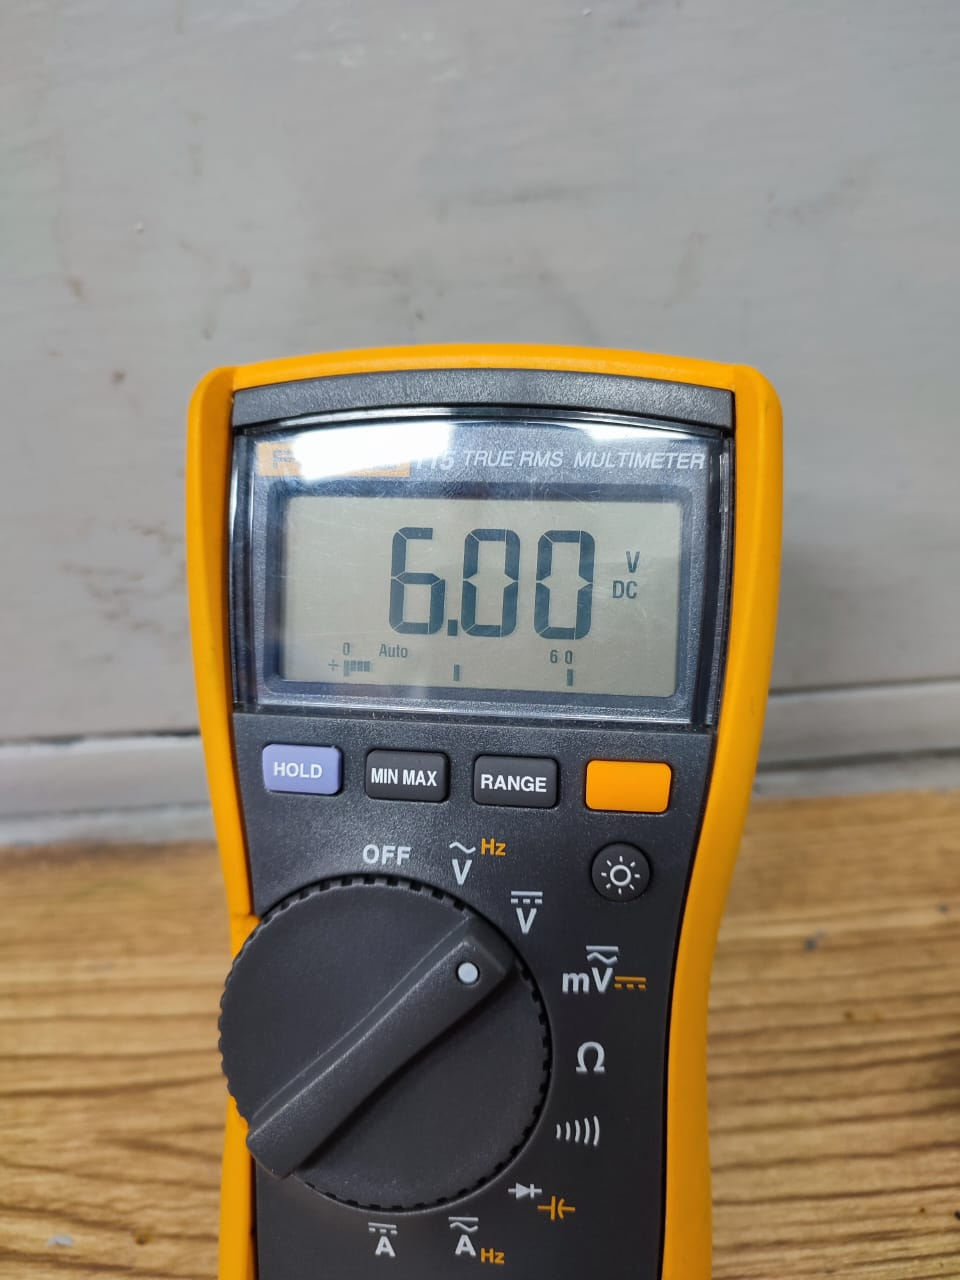 115 TRUE RMS MULTIMETER
6.00 V DC
0 Auto 60
HOLD MIN MAX RANGE
OFF
V Hz
V
mV
Ω
A
A Hz